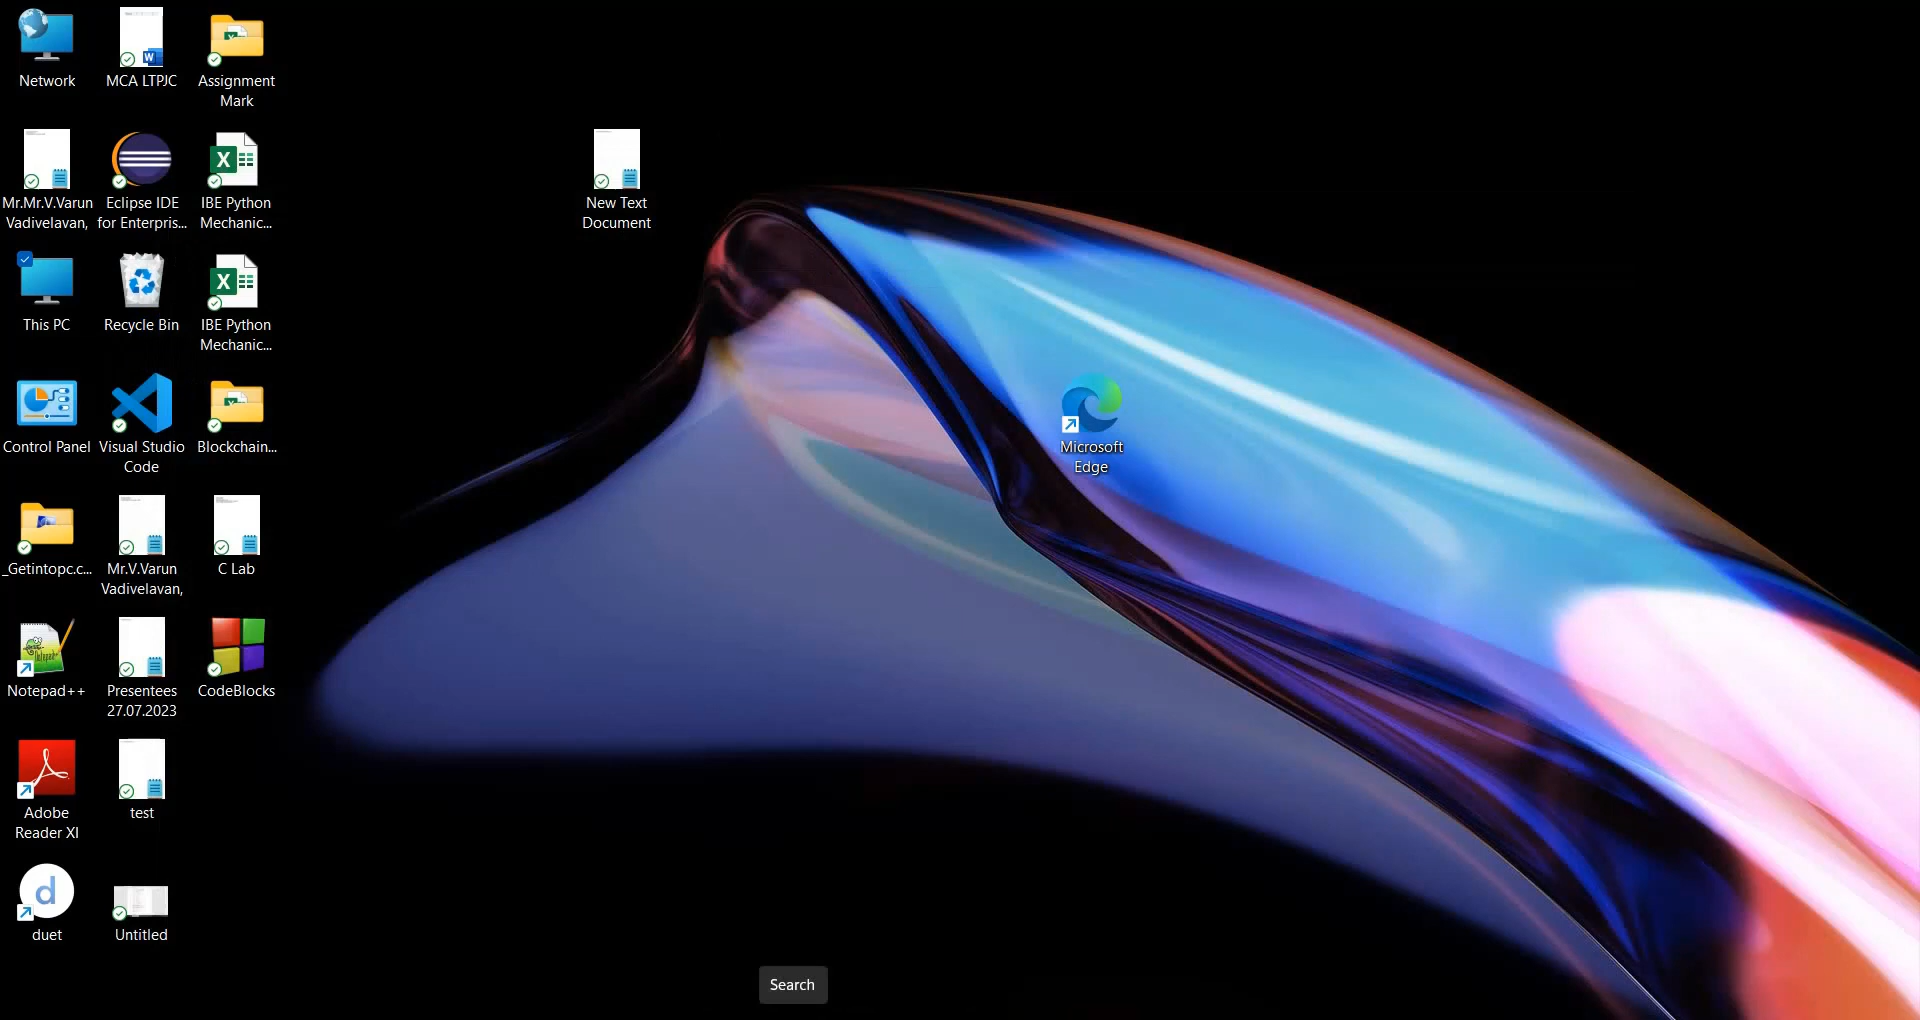 Network
MCA LTPJC
Assignment
Mark
Mr.Mr.V.Varun
Vadivelavan,
Eclipse IDE
for Enterpris...
IBE Python
Mechanic...
New Text
Document
This PC
Recycle Bin
IBE Python
Mechanic...
Control Panel
Visual Studio
Code
Blockchain...
Microsoft
Edge
_Getintopc.c...
Mr.V.Varun
Vadivelavan,
C Lab
Notepad++
Presentees
27.07.2023
CodeBlocks
Adobe
Reader XI
test
d
duet
Untitled
Search